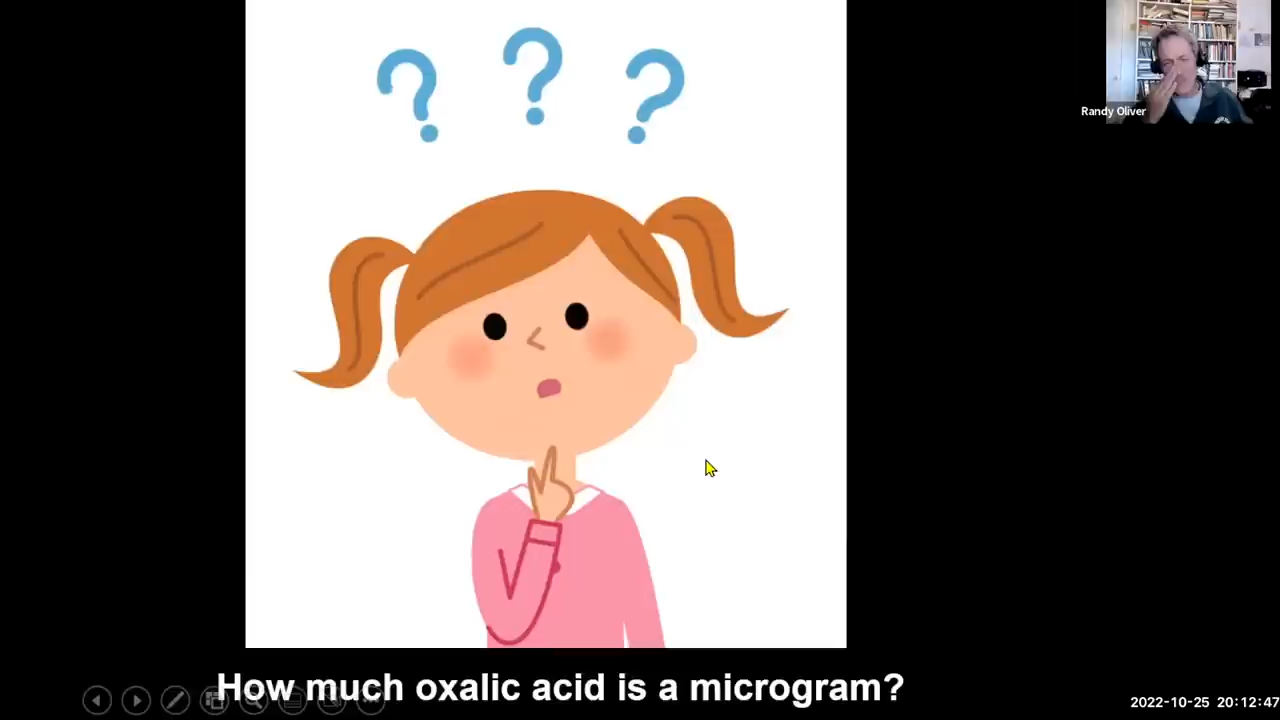 ? ? ?
Randy Oliver
How much oxalic acid is a microgram?
2022-10-25 20:12:47